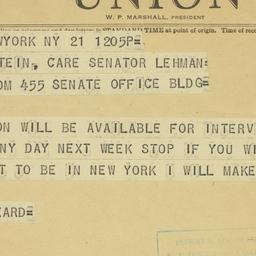 UNION
W. P. MARSHALL, PRESIDENT
STANDARD TIME at point of origin. Time of
YORK NY 21 1205P=
TEIN, CARE SENATOR LEHMAN=
OM 455 SENATE OFFICE BLDG=
ON WILL BE AVAILABLE FOR INTERV
NY DAY NEXT WEEK STOP IF YOU WI
T TO BE IN NEW YORK I WILL MAKE
ARD=